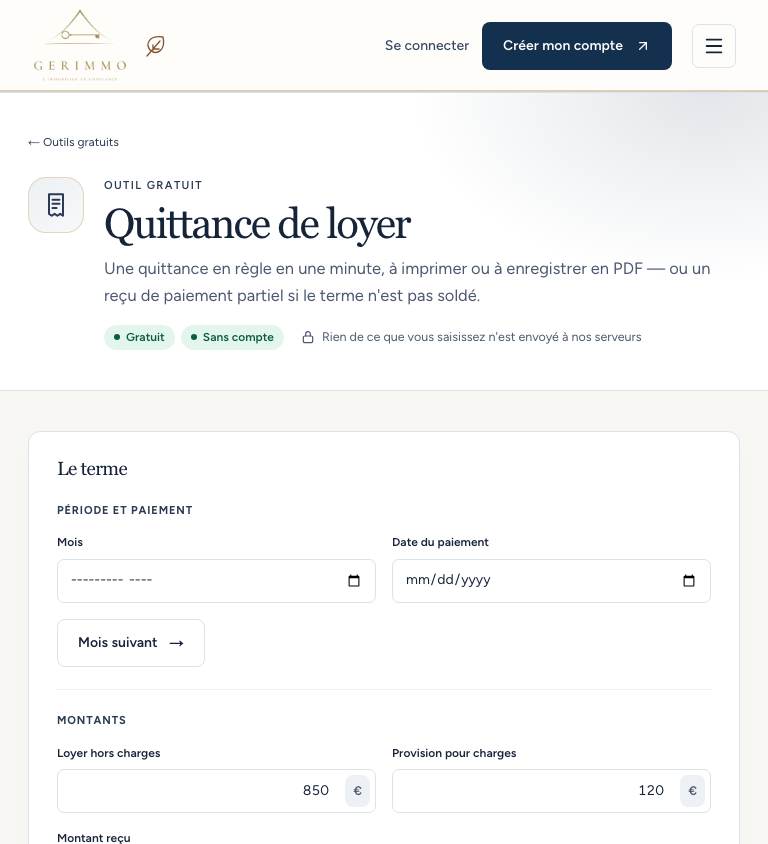 GERIMMO
Se connecter
Créer mon compte
← Outils gratuits
OUTIL GRATUIT
Quittance de loyer
Une quittance en règle en une minute, à imprimer ou à enregistrer en PDF — ou un
reçu de paiement partiel si le terme n'est pas soldé.
Gratuit
Sans compte
Rien de ce que vous saisissez n'est envoyé à nos serveurs
Le terme
PÉRIODE ET PAIEMENT
Mois
Date du paiement
--------- ----
mm/dd/yyyy
Mois suivant →
MONTANTS
Loyer hors charges
Provision pour charges
850 €
120 €
Montant reçu